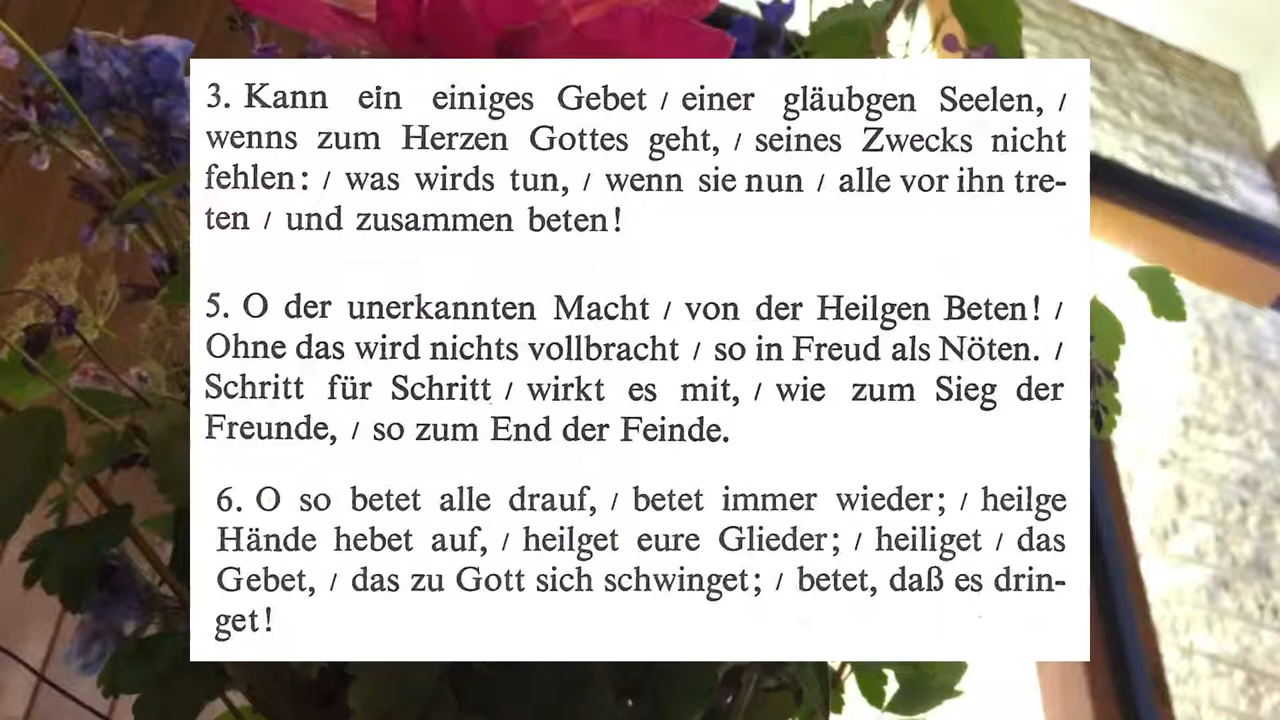 3. Kann ein einiges Gebet / einer gläubgen Seelen, /
wenns zum Herzen Gottes geht, / seines Zwecks nicht
fehlen: / was wirds tun, / wenn sie nun / alle vor ihn tre-
ten / und zusammen beten!
5. O der unerkannten Macht / von der Heilgen Beten! /
Ohne das wird nichts vollbracht / so in Freud als Nöten. /
Schritt für Schritt / wirkt es mit, / wie zum Sieg der
Freunde, / so zum End der Feinde.
6. O so betet alle drauf, / betet immer wieder; / heilge
Hände hebet auf, / heilget eure Glieder; / heiliget / das
Gebet, / das zu Gott sich schwinget; / betet, daß es drin-
get!